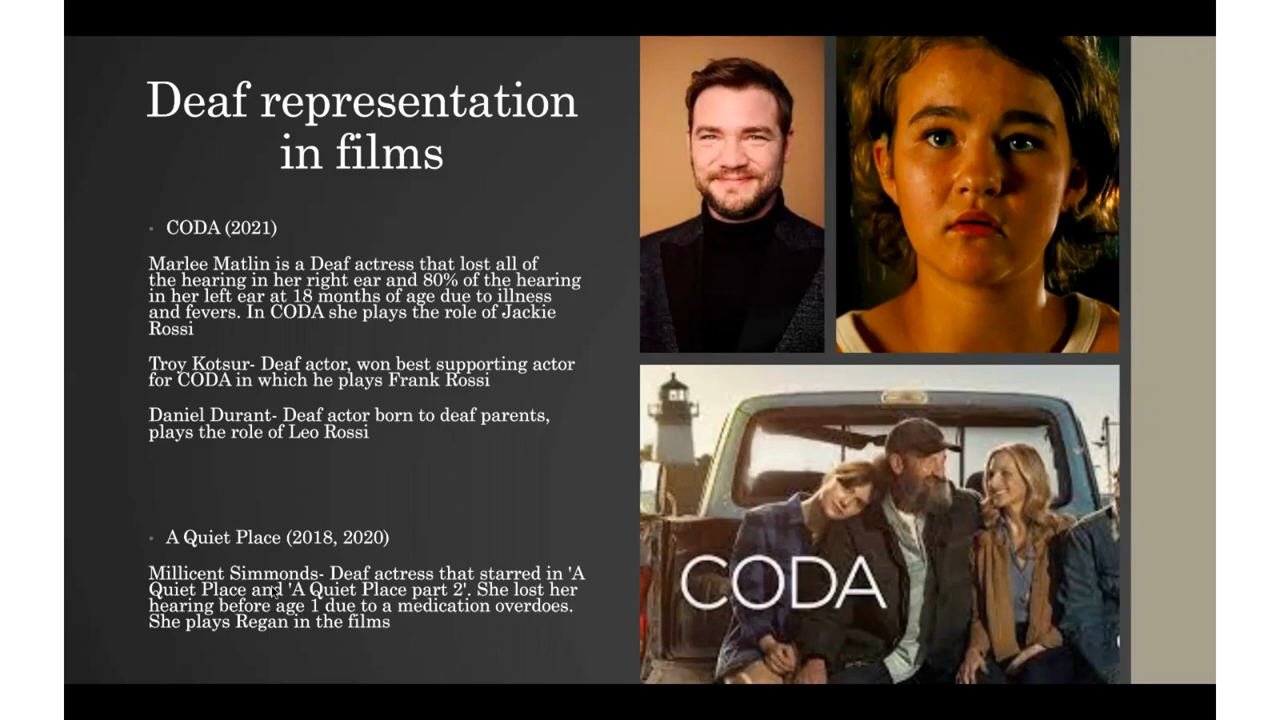 Deaf representation
in films
• CODA (2021)
Marlee Matlin is a Deaf actress that lost all of
the hearing in her right ear and 80% of the hearing
in her left ear at 18 months of age due to illness
and fevers. In CODA she plays the role of Jackie
Rossi
Troy Kotsur- Deaf actor, won best supporting actor
for CODA in which he plays Frank Rossi
Daniel Durant- Deaf actor born to deaf parents,
plays the role of Leo Rossi
• A Quiet Place (2018, 2020)
Millicent Simmonds- Deaf actress that starred in 'A
Quiet Place and 'A Quiet Place part 2'. She lost her
hearing before age 1 due to a medication overdoes.
She plays Regan in the films
CODA